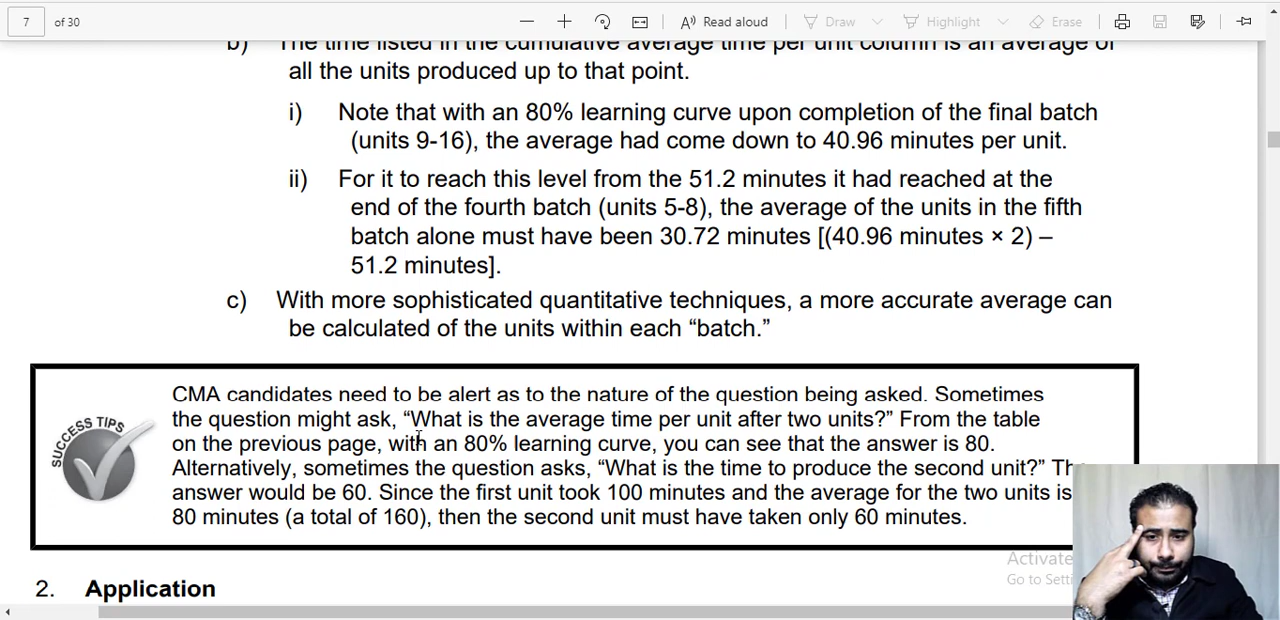 7 of 30 Read aloud Draw Highlight Erase
b) The time listed in the cumulative average time per unit column is an average of
all the units produced up to that point.
i) Note that with an 80% learning curve upon completion of the final batch
(units 9-16), the average had come down to 40.96 minutes per unit.
ii) For it to reach this level from the 51.2 minutes it had reached at the
end of the fourth batch (units 5-8), the average of the units in the fifth
batch alone must have been 30.72 minutes [(40.96 minutes × 2) –
51.2 minutes].
c) With more sophisticated quantitative techniques, a more accurate average can
be calculated of the units within each “batch.”
SUCCESS TIPS
CMA candidates need to be alert as to the nature of the question being asked. Sometimes
the question might ask, “What is the average time per unit after two units?” From the table
on the previous page, with an 80% learning curve, you can see that the answer is 80.
Alternatively, sometimes the question asks, “What is the time to produce the second unit?”
answer would be 60. Since the first unit took 100 minutes and the average for the two units is
80 minutes (a total of 160), then the second unit must have taken only 60 minutes.
Activate
Go to Setti
2. Application